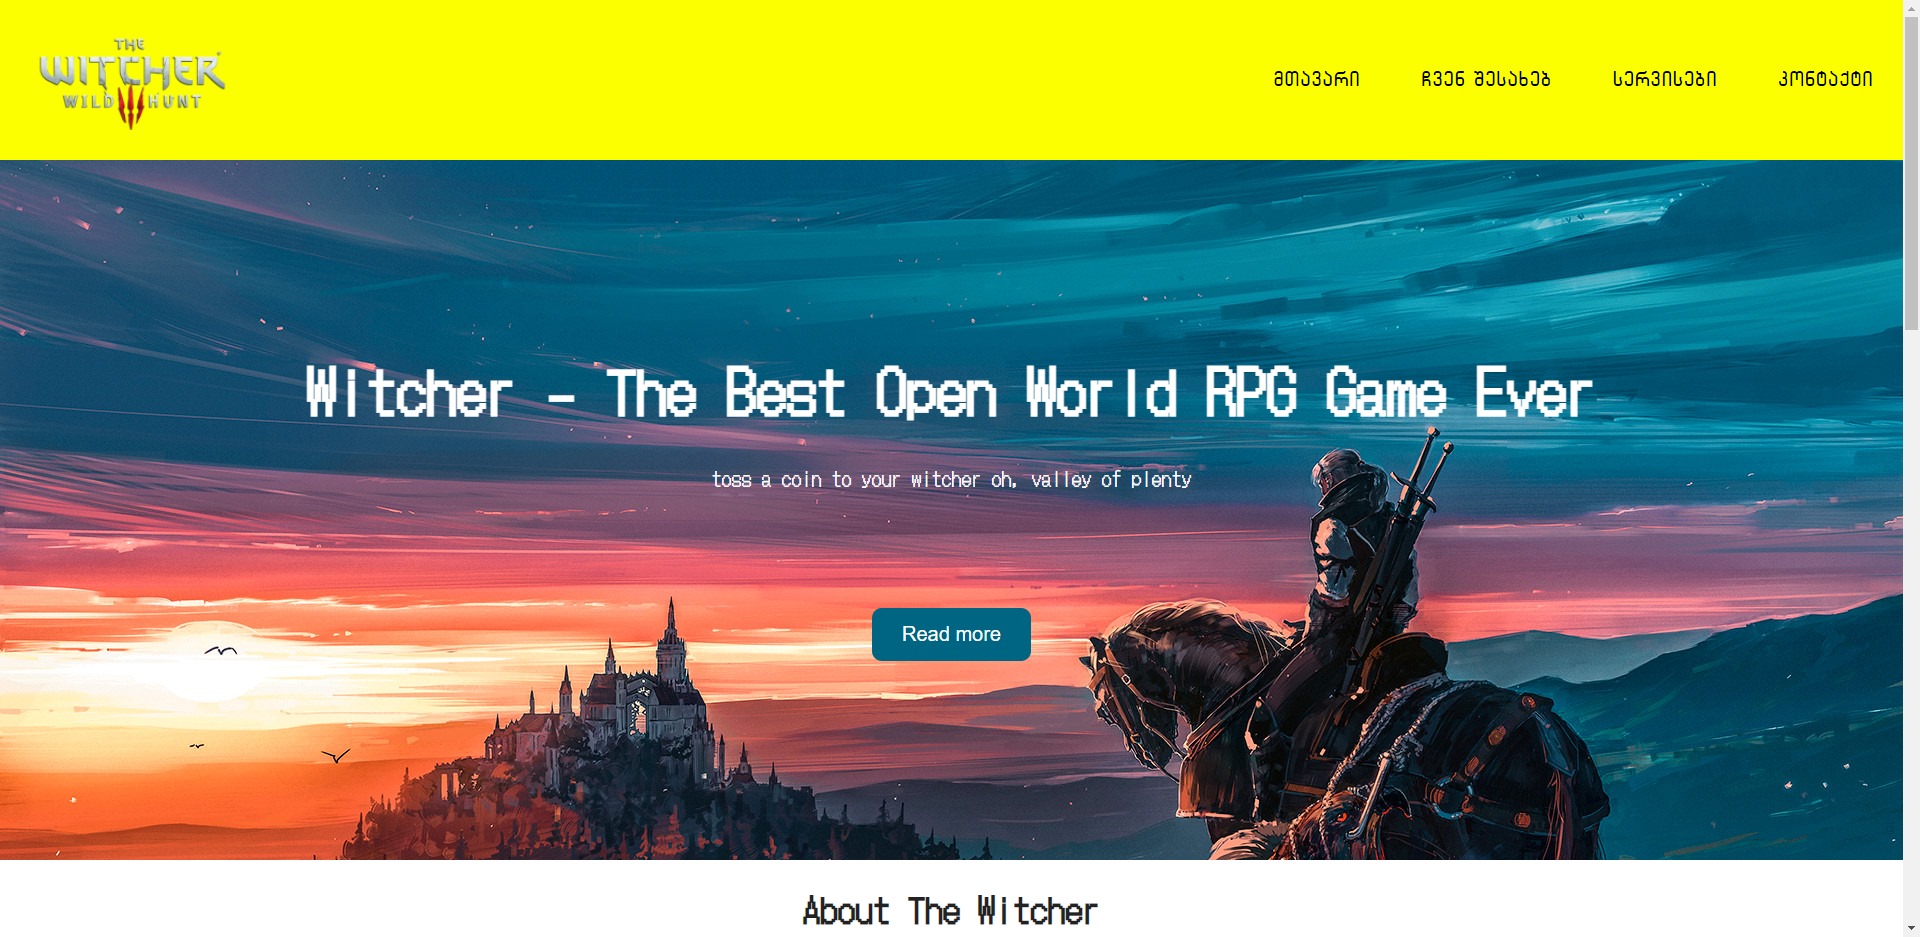 THE
WITCHER
WILD HUNT
მთავარი
ჩვენ შესახებ
სერვისები
კონტაქტი
Witcher - The Best Open World RPG Game Ever
toss a coin to your witcher oh, valley of plenty
Read more
About The Witcher